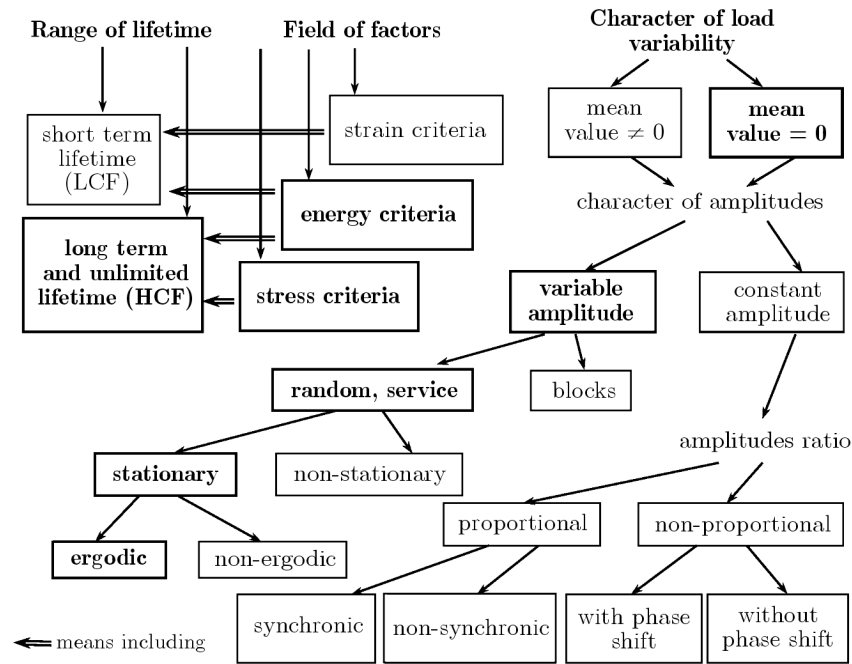 Range of lifetime
Field of factors
Character of load
variability
short term
lifetime
(LCF)
strain criteria
mean
value ≠ 0
mean
value = 0
energy criteria
character of amplitudes
long term
and unlimited
lifetime (HCF)
stress criteria
variable
amplitude
constant
amplitude
random, service
blocks
amplitudes ratio
stationary
non-stationary
proportional
non-proportional
ergodic
non-ergodic
synchronic
non-synchronic
with phase
shift
without
phase shift
means including